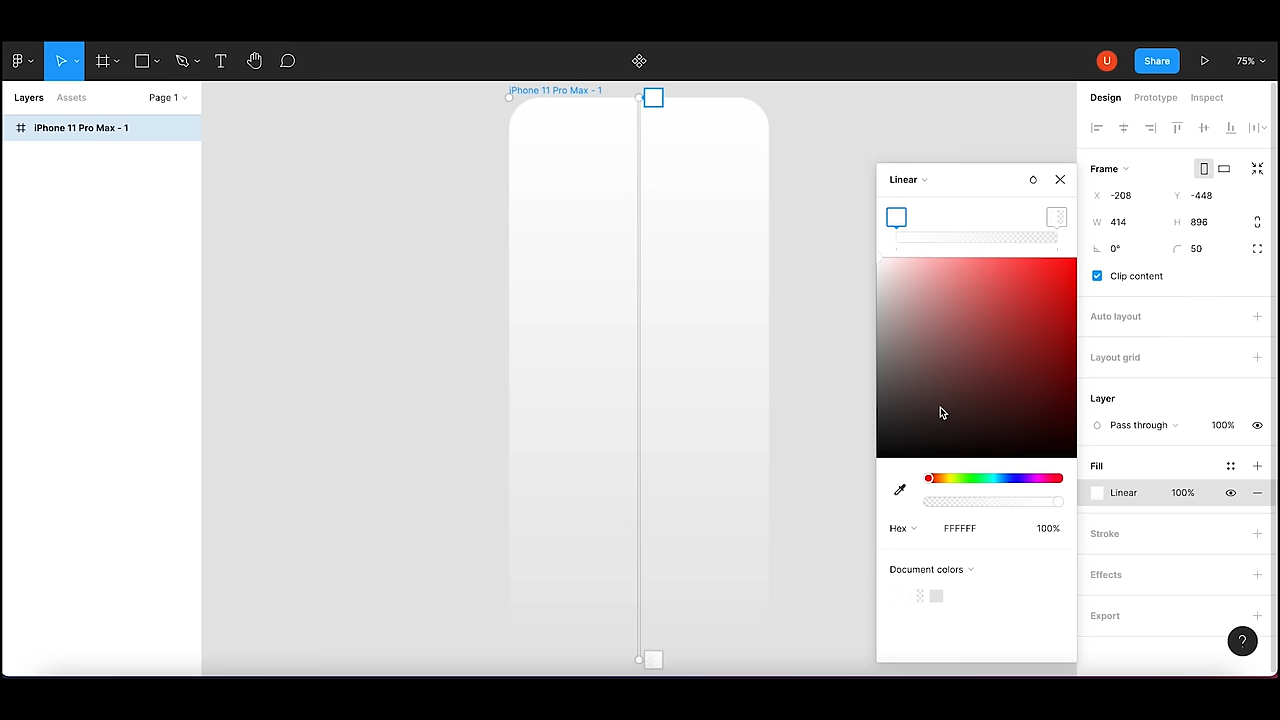 U
Share
75%
Layers
Assets
Page 1
iPhone 11 Pro Max - 1
iPhone 11 Pro Max - 1
Linear
Hex
FFFFFF
100%
Document colors
Design
Prototype
Inspect
Frame
X -208
Y -448
W 414
H 896
0°
50
Clip content
Auto layout
Layout grid
Layer
Pass through
100%
Fill
Linear
100%
Stroke
Effects
Export
?